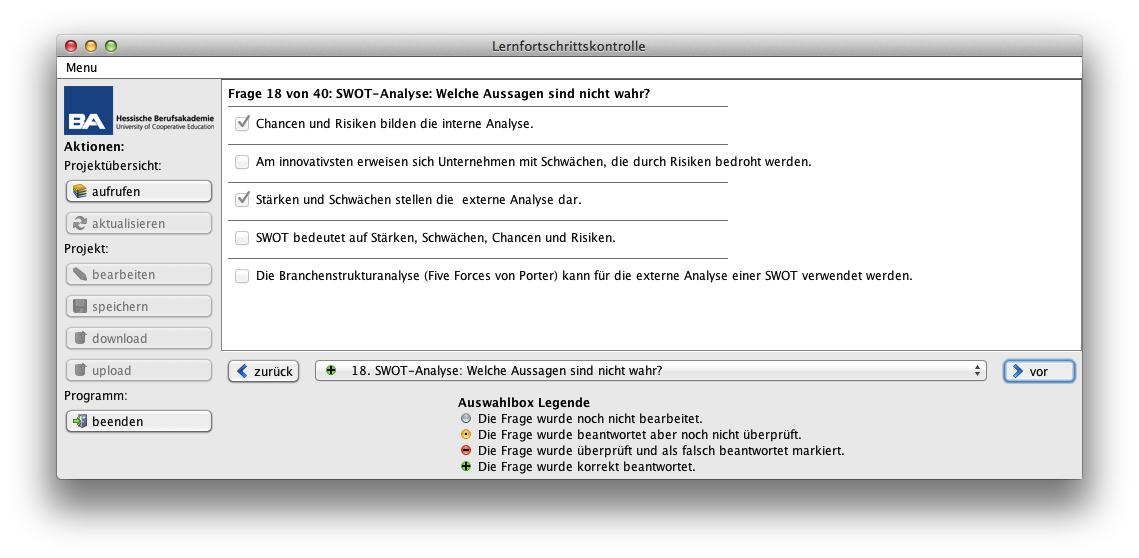 Lernfortschrittskontrolle
Menu
BA Hessische Berufsakademie
University of Cooperative Education
Aktionen:
Projektübersicht:
aufrufen
aktualisieren
Projekt:
bearbeiten
speichern
download
upload
Programm:
beenden
Frage 18 von 40: SWOT-Analyse: Welche Aussagen sind nicht wahr?
Chancen und Risiken bilden die interne Analyse.
Am innovativsten erweisen sich Unternehmen mit Schwächen, die durch Risiken bedroht werden.
Stärken und Schwächen stellen die  externe Analyse dar.
SWOT bedeutet auf Stärken, Schwächen, Chancen und Risiken.
Die Branchenstrukturanalyse (Five Forces von Porter) kann für die externe Analyse einer SWOT verwendet werden.
zurück
18. SWOT-Analyse: Welche Aussagen sind nicht wahr?
vor
Auswahlbox Legende
Die Frage wurde noch nicht bearbeitet.
Die Frage wurde beantwortet aber noch nicht überprüft.
Die Frage wurde überprüft und als falsch beantwortet markiert.
Die Frage wurde korrekt beantwortet.